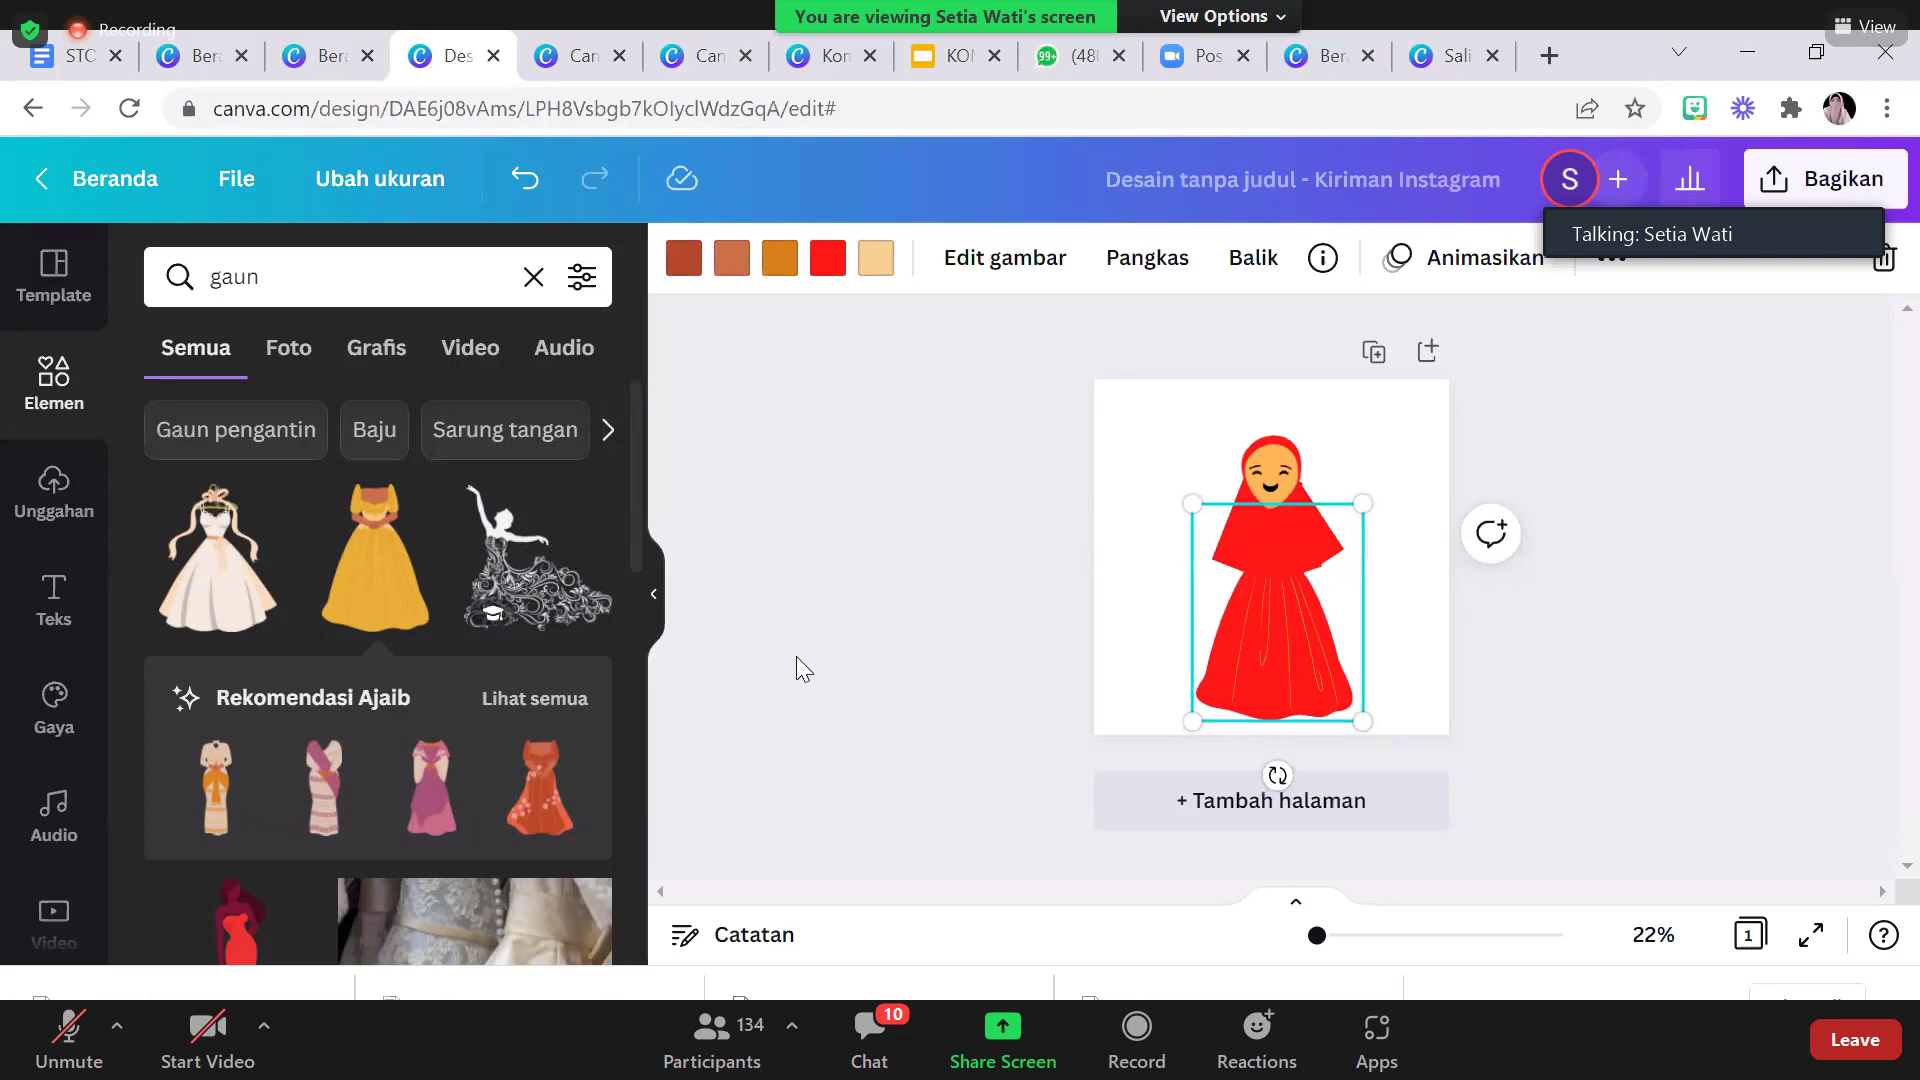 You are viewing Setia Wati's screen
View Options
Recording
View
STC
Ber
Ber
Des
Can
Can
Kon
KON
99+
(48
Pos
Ber
Sali
canva.com/design/DAE6j08vAms/LPH8Vsbgb7kOIyclWdzGqA/edit#
Beranda
File
Ubah ukuran
Desain tanpa judul - Kiriman Instagram
S
Bagikan
Talking: Setia Wati
Template
Elemen
Unggahan
Teks
Gaya
Audio
Video
gaun
Semua
Foto
Grafis
Video
Audio
Gaun pengantin
Baju
Sarung tangan
Rekomendasi Ajaib
Lihat semua
Edit gambar
Pangkas
Balik
Animasikan
+ Tambah halaman
Catatan
22%
1
Unmute
Start Video
134
Participants
10
Chat
Share Screen
Record
Reactions
Apps
Leave